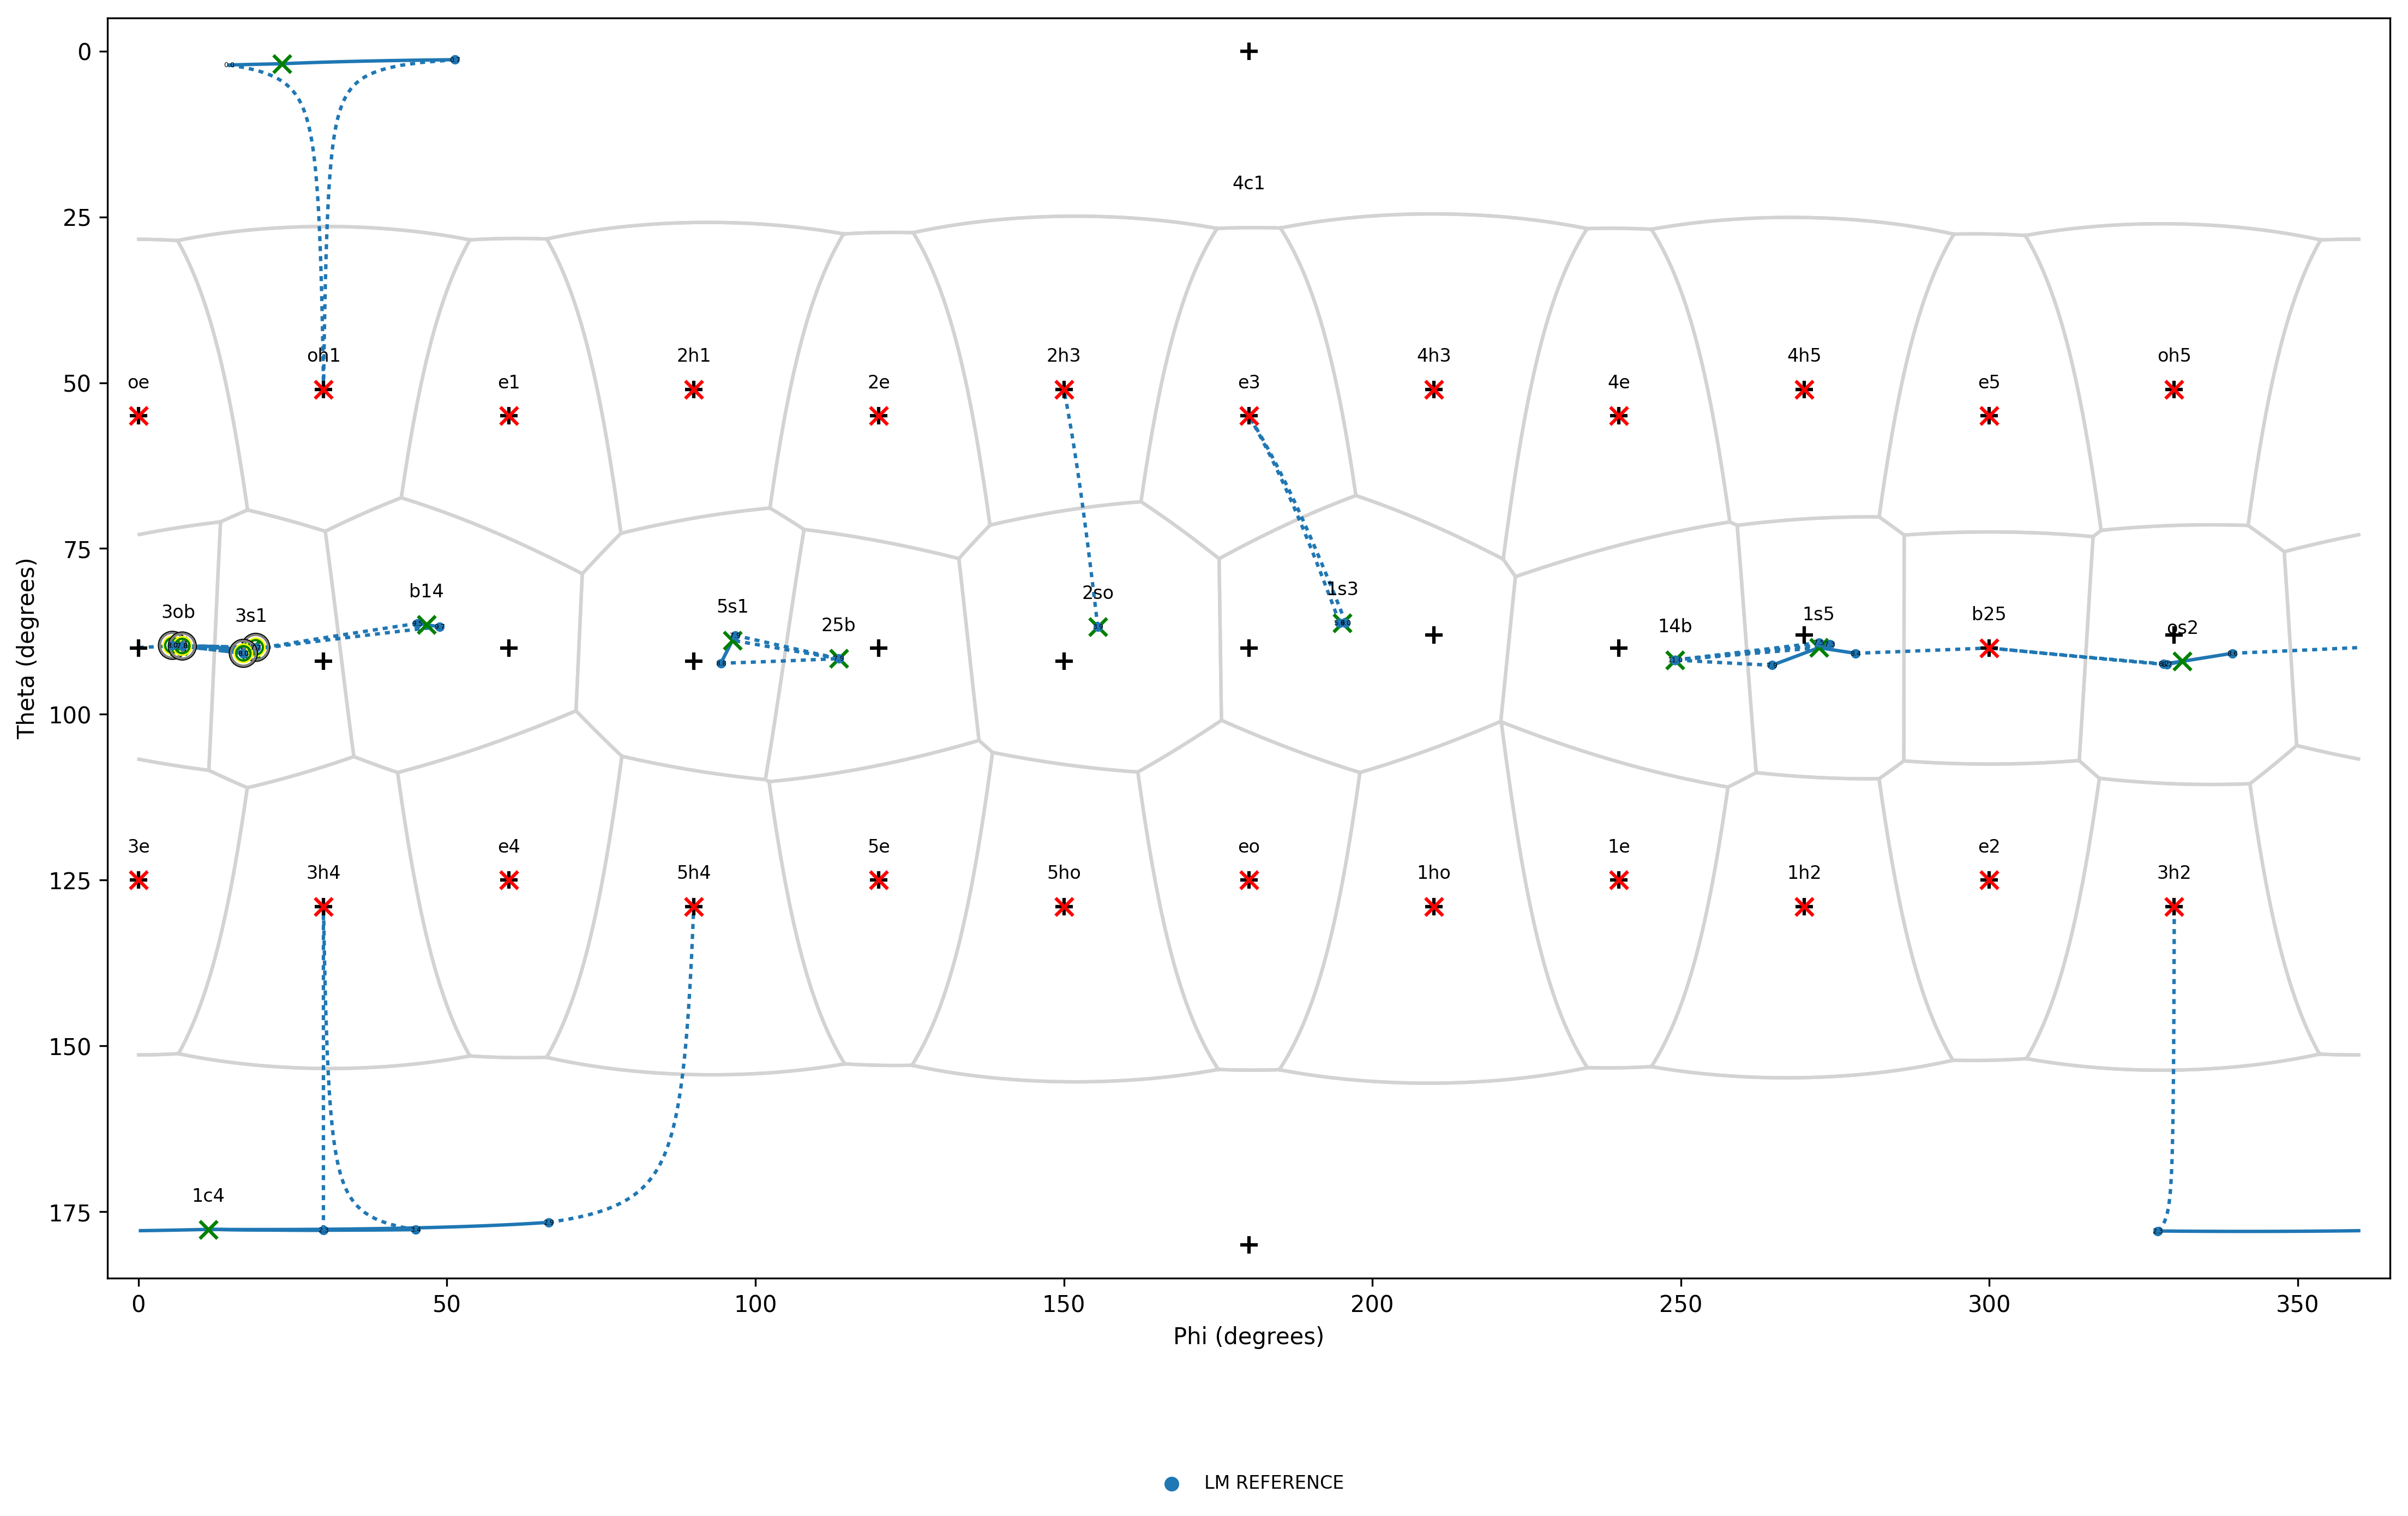 0
4c1
25
oh1 2h1 2h3 4h3 4h5 oh5
50
oe e1 2e e3 4e e5
75
3ob 3s1 b14 5s1 25b 2so 1s3 14b 1s5 b25 os2
Theta (degrees)
100
3e e4 5e eo 1e e2
125
3h4 5h4 5ho 1ho 1h2 3h2
150
1c4
175
0 50 100 150 200 250 300 350
Phi (degrees)
LM REFERENCE